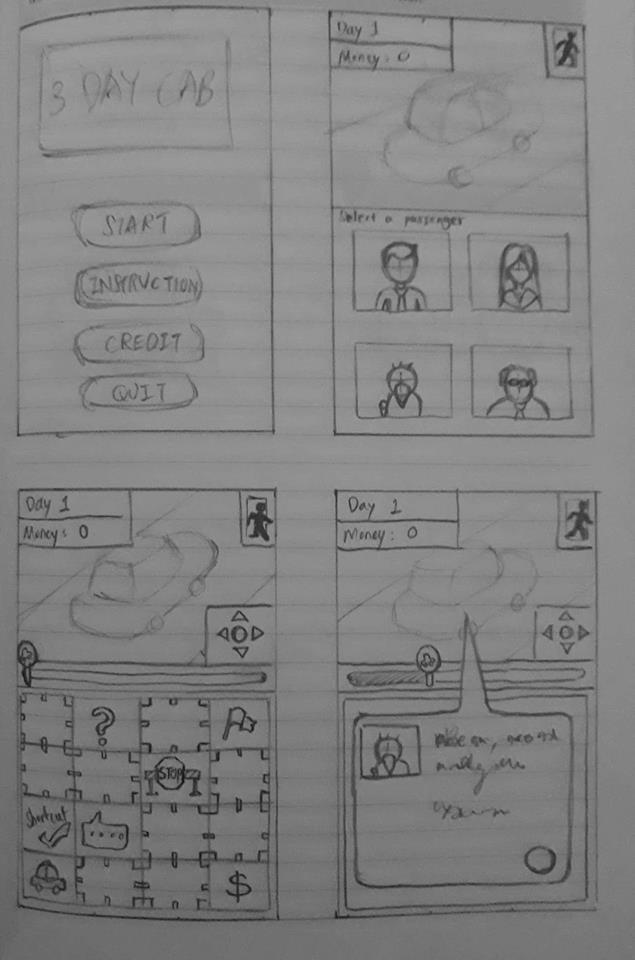 3 DAY CAB
START
INSTRUCTION
CREDIT
QUIT
Day 1
Money: 0
Select a passenger
Day 1
Money: 0
?
STOP
Shortcut
....
$
Day 1
Money: 0